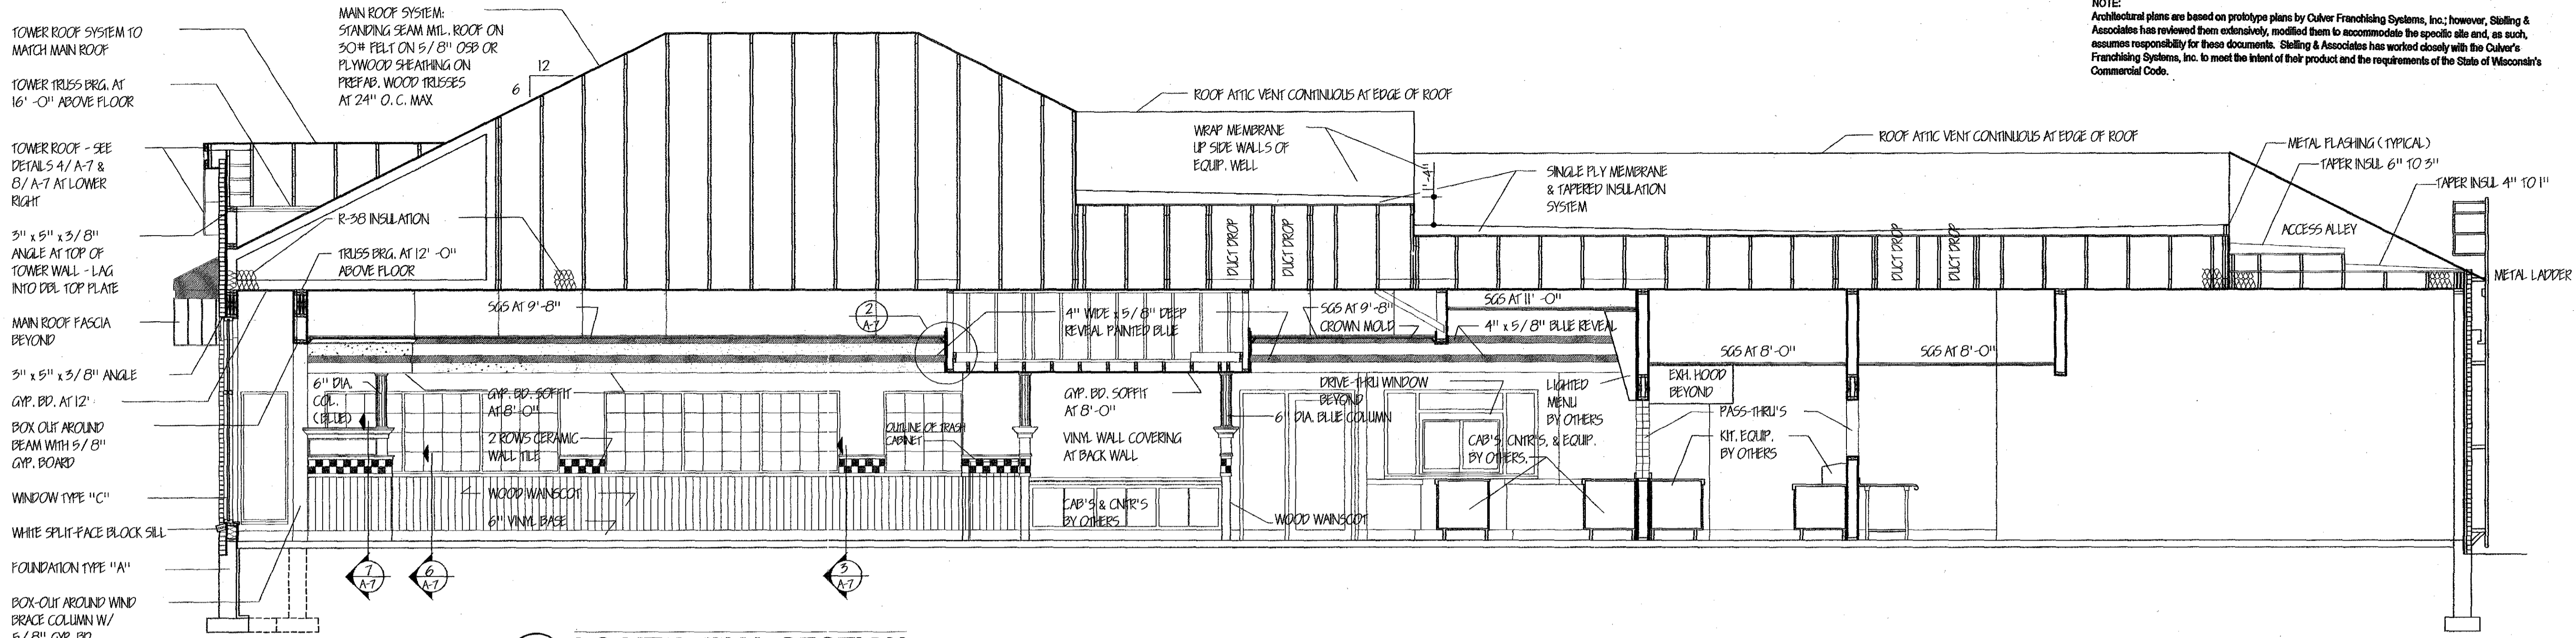 TOWER ROOF SYSTEM TO
MATCH MAIN ROOF
TOWER TRUSS BRG. AT
16' -0" ABOVE FLOOR
TOWER ROOF - SEE
DETAILS 4/ A-7 &
8/ A-7 AT LOWER
RIGHT
3" x 5" x 3/8"
ANGLE AT TOP OF
TOWER WALL - LAG
INTO DBL TOP PLATE
MAIN ROOF FASCIA
BEYOND
3" x 5" x 3/8" ANGLE
GYP. BD. AT 12'
BOX OUT AROUND
BEAM WITH 5/8"
GYP. BOARD
WINDOW TYPE "C"
WHITE SPLIT-FACE BLOCK SILL
FOUNDATION TYPE "A"
BOX-OUT AROUND WIND
BRACE COLUMN W/
5/8" GYP. BD.
MAIN ROOF SYSTEM:
STANDING SEAM MTL. ROOF ON
30# FELT ON 5/8" OSB OR
PLYWOOD SHEATHING ON
PREFAB. WOOD TRUSSES
AT 24" O. C. MAX
12
6
R-38 INSULATION
TRUSS BRG. AT 12' -0"
ABOVE FLOOR
SGS AT 9'-8"
2
A-7
4" WIDE x 5/8" DEEP
REVEAL PAINTED BLUE
6" DIA.
COL.
(BLUE)
GYP. BD. SOFFIT
AT 8'-0"
2 ROWS CERAMIC
WALL TILE
OUTLINE OF TRASH
CABINET
WOOD WAINSCOT
6" VINYL BASE
7
A-7
6
A-7
3
A-7
ROOF ATTIC VENT CONTINUOUS AT EDGE OF ROOF
WRAP MEMBRANE
UP SIDE WALLS OF
EQUIP. WELL
1'-4"
SINGLE PLY MEMBRANE
& TAPERED INSULATION
SYSTEM
DUCT DROP
DUCT DROP
SGS AT 9'-8"
CROWN MOLD
SGS AT 11' -0"
4" x 5/8" BLUE REVEAL
GYP. BD. SOFFIT
AT 8'-0"
VINYL WALL COVERING
AT BACK WALL
CAB'S & CNTR'S
BY OTHERS
DRIVE-THRU WINDOW
BEYOND
6" DIA. BLUE COLUMN
WOOD WAINSCOT
LIGHTED
MENU
BY OTHERS
CAB'S, CNTR'S, & EQUIP.
BY OTHERS.
EXH. HOOD
BEYOND
PASS-THRU'S
KIT. EQUIP.
BY OTHERS
SGS AT 8'-0"
SGS AT 8'-0"
DUCT DROP
DUCT DROP
ROOF ATTIC VENT CONTINUOUS AT EDGE OF ROOF
METAL FLASHING (TYPICAL)
TAPER INSUL 6" TO 3"
TAPER INSUL 4" TO 1"
ACCESS ALLEY
METAL LADDER
NOTE:
Architectural plans are based on prototype plans by Culver Franchising Systems, Inc.; however, Stelling &
Associates has reviewed them extensively, modified them to accommodate the specific site and, as such,
assumes responsibility for these documents. Stelling & Associates has worked closely with the Culver's
Franchising Systems, Inc. to meet the intent of their product and the requirements of the State of Wisconsin's
Commercial Code.